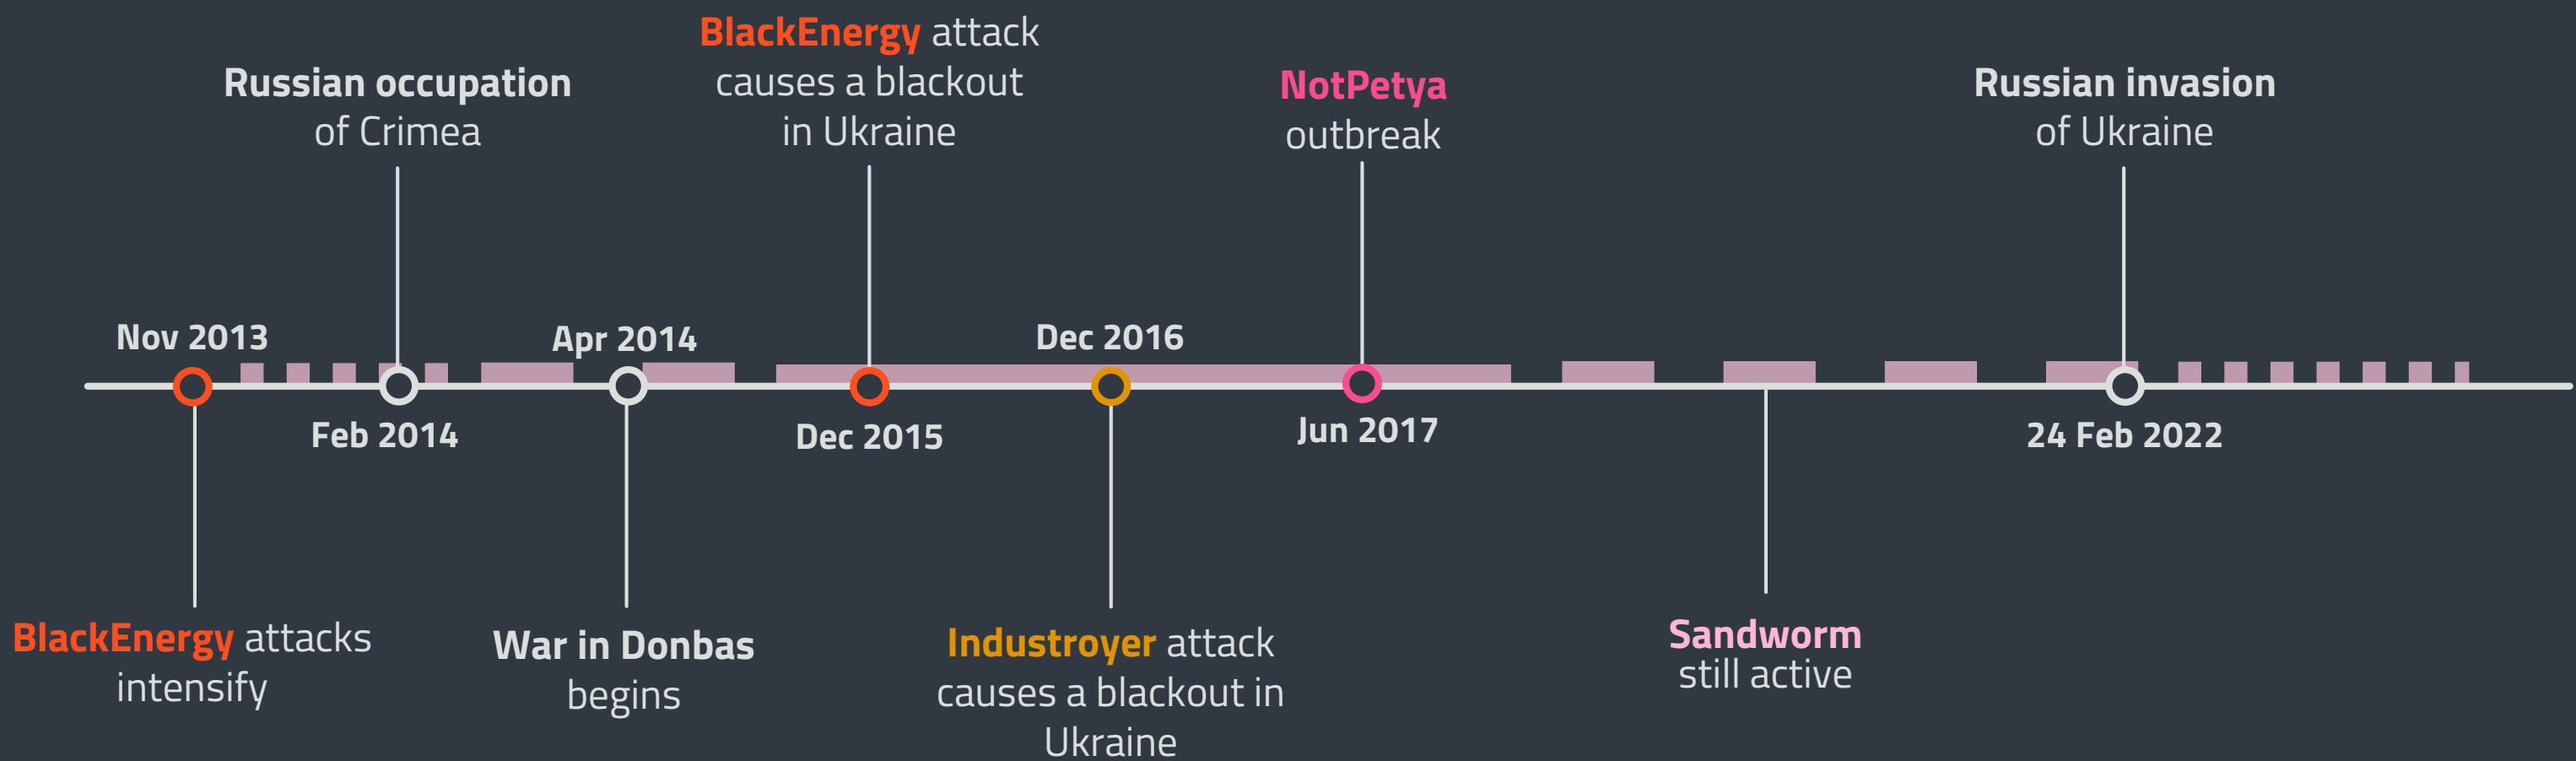 BlackEnergy attacks
intensify
Nov 2013
Russian occupation
of Crimea
Feb 2014
Apr 2014
War in Donbas
begins
BlackEnergy attack
causes a blackout
in Ukraine
Dec 2015
Dec 2016
Industroyer attack
causes a blackout in
Ukraine
NotPetya
outbreak
Jun 2017
Sandworm
still active
Russian invasion
of Ukraine
24 Feb 2022